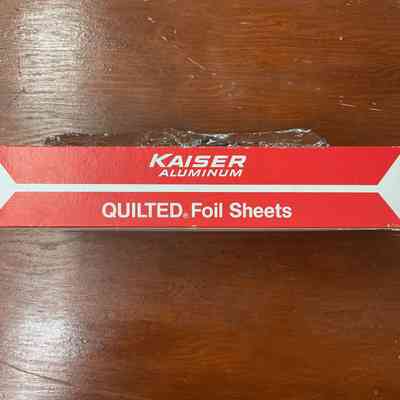 KAISER
ALUMINUM
QUILTED® Foil Sheets